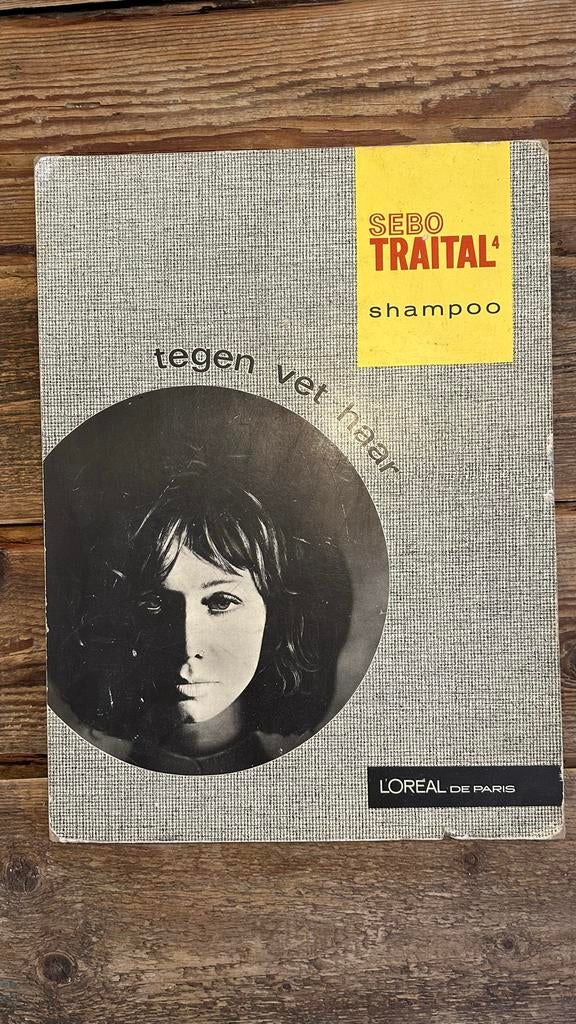 SEBO
TRAITAL⁴
shampoo
tegen vet haar
L'ORÉAL DE PARIS